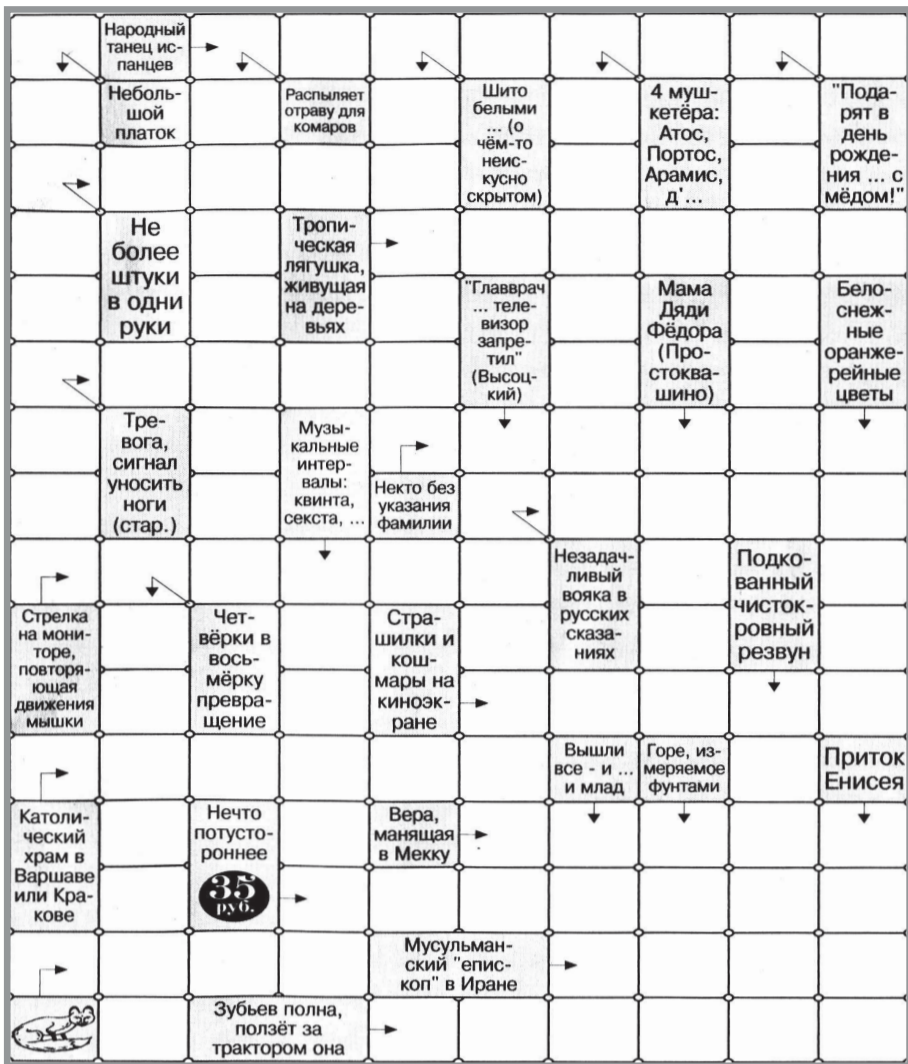 Народный
танец ис-
панцев
Неболь-
шой
платок
Распыляет
отраву для
комаров
Шито
белыми
... (о
чём-то
неис-
кусно
скрытом)
4 муш-
кетёра:
Атос,
Портос,
Арамис,
д'...
"Пода-
рят в
день
рожде-
ния ... с
мёдом!"
Не
более
штуки
в одни
руки
Тропи-
ческая
лягушка,
живущая
на дере-
вьях
"Главврач
... теле-
визор
запре-
тил"
(Высоц-
кий)
Мама
Дяди
Фёдора
(Про-
стоква-
шино)
Бело-
снеж-
ные
оранже-
рейные
цветы
Тре-
вога,
сигнал
уносить
ноги
(стар.)
Музы-
кальные
интер-
валы:
квинта,
секста, ...
Некто без
указания
фамилии
Незадач-
ливый
вояка в
русских
сказа-
ниях
Подко-
ванный
чисток-
ровный
резвун
Стрелка
на мони-
торе,
повторя-
ющая
движения
мышки
Чет-
вёрки в
вось-
мёрку
превра-
щение
Стра-
шилки и
кош-
мары на
киноэк-
ране
Вышли
все - и ...
и млад
Горе, из-
меряемое
фунтами
Приток
Енисея
Католи-
ческий
храм в
Варшаве
или Кра-
кове
Нечто
потусто-
роннее
35
руб.
Вера,
манящая
в Мекку
Мусульман-
ский "епис-
коп" в Иране
Зубьев полна,
ползёт за
трактором она